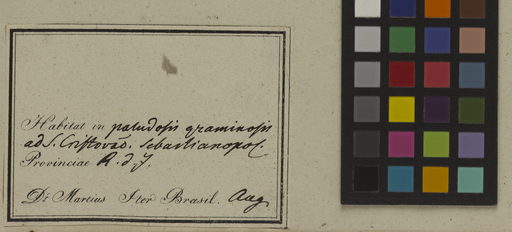 Habitat in paludosis graminosis
ad S. Cristovaõ. Sebastianopol.
Provinciae R. d. J.
Dr Martius Iter Brasil. Aug.